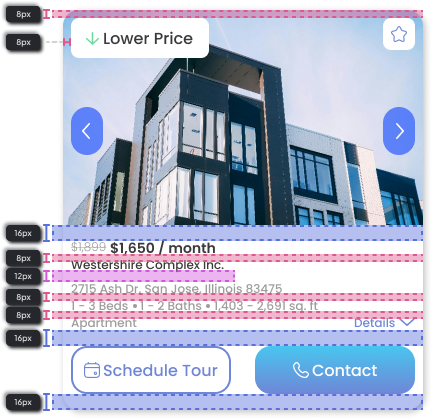 8px
8px
Lower Price
16px
$1,899 $1,650 / month
8px
Westershire Complex Inc.
12px
2715 Ash Dr. San Jose, Illinois 83475
8px
1 - 3 Beds • 1 - 2 Baths • 1,403 - 2,691 sq. ft
8px
Apartment Details
16px
Schedule Tour Contact
16px